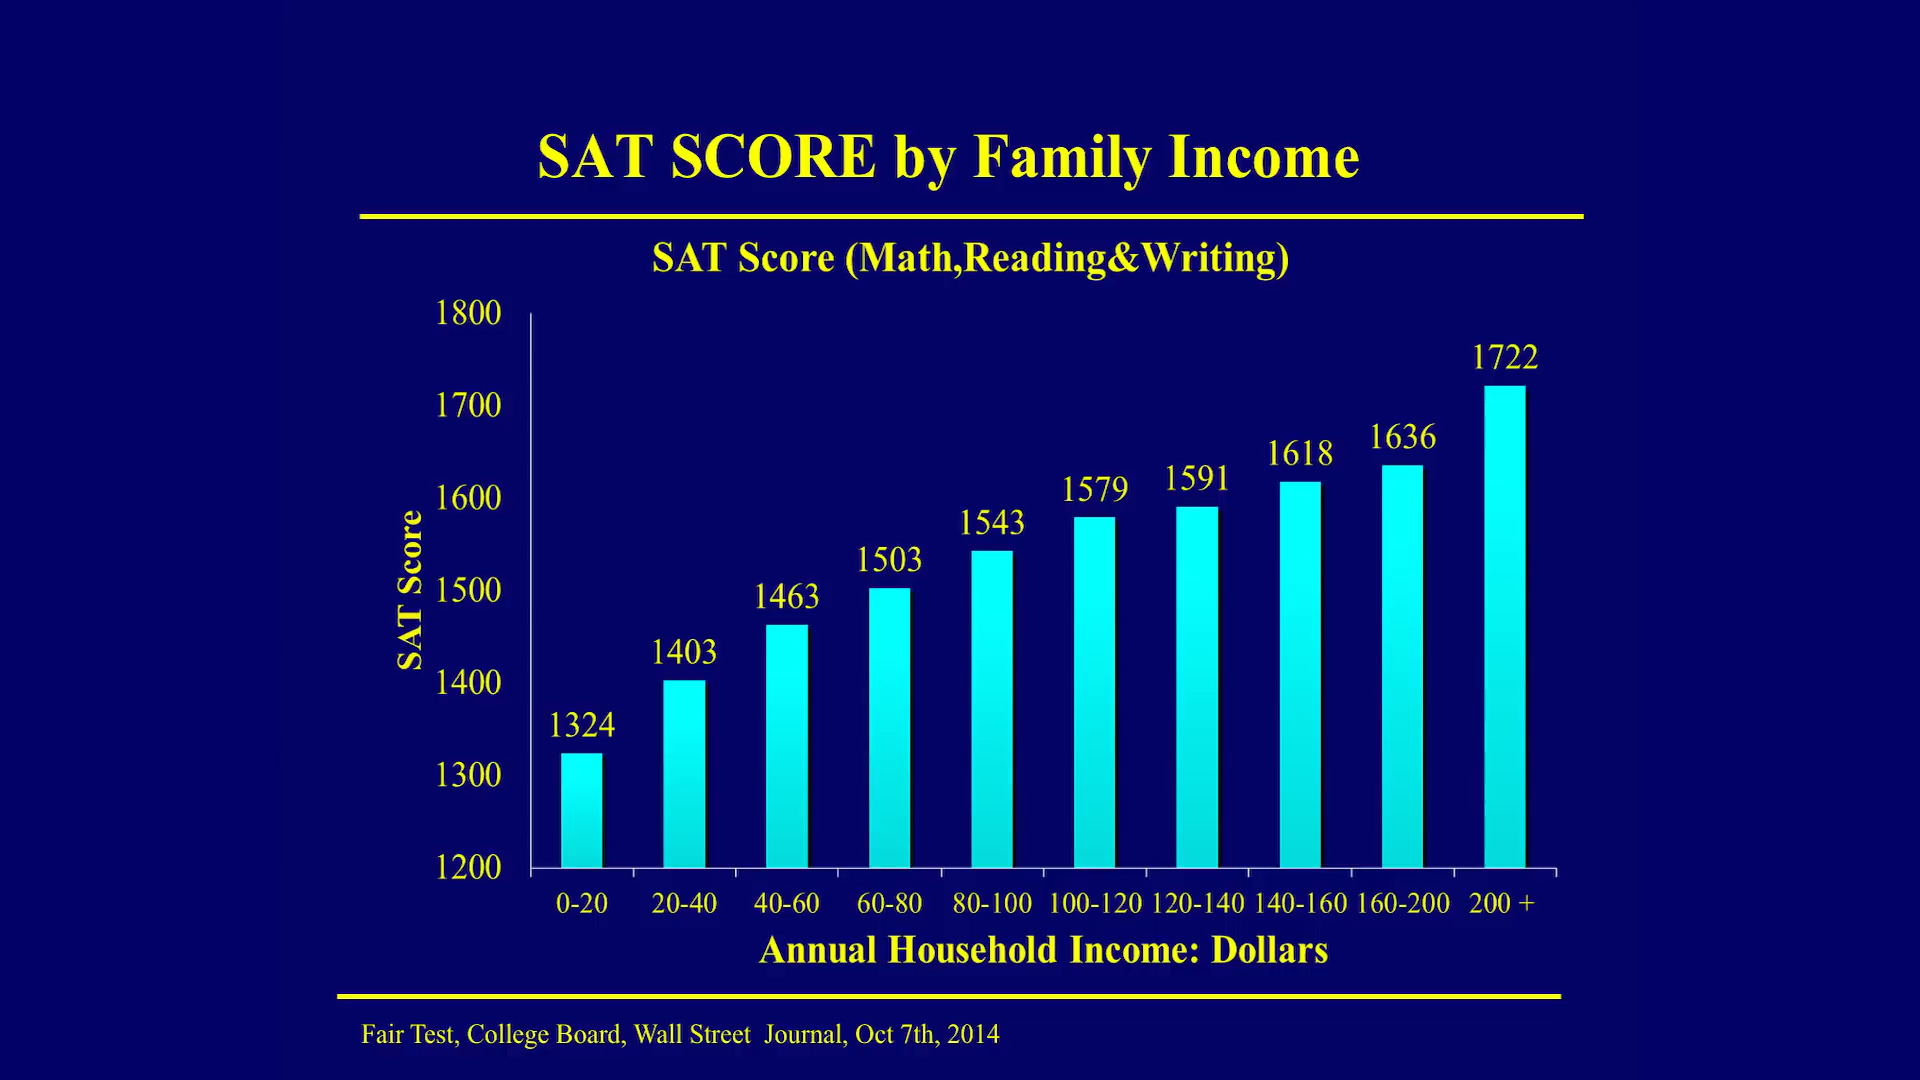 SAT SCORE by Family Income
SAT Score (Math,Reading&Writing)
1800
1700
1600
1500
1400
1300
1200
SAT Score
1324
1403
1463
1503
1543
1579
1591
1618
1636
1722
0-20 20-40 40-60 60-80 80-100 100-120 120-140 140-160 160-200 200 +
Annual Household Income: Dollars
Fair Test, College Board, Wall Street Journal, Oct 7th, 2014